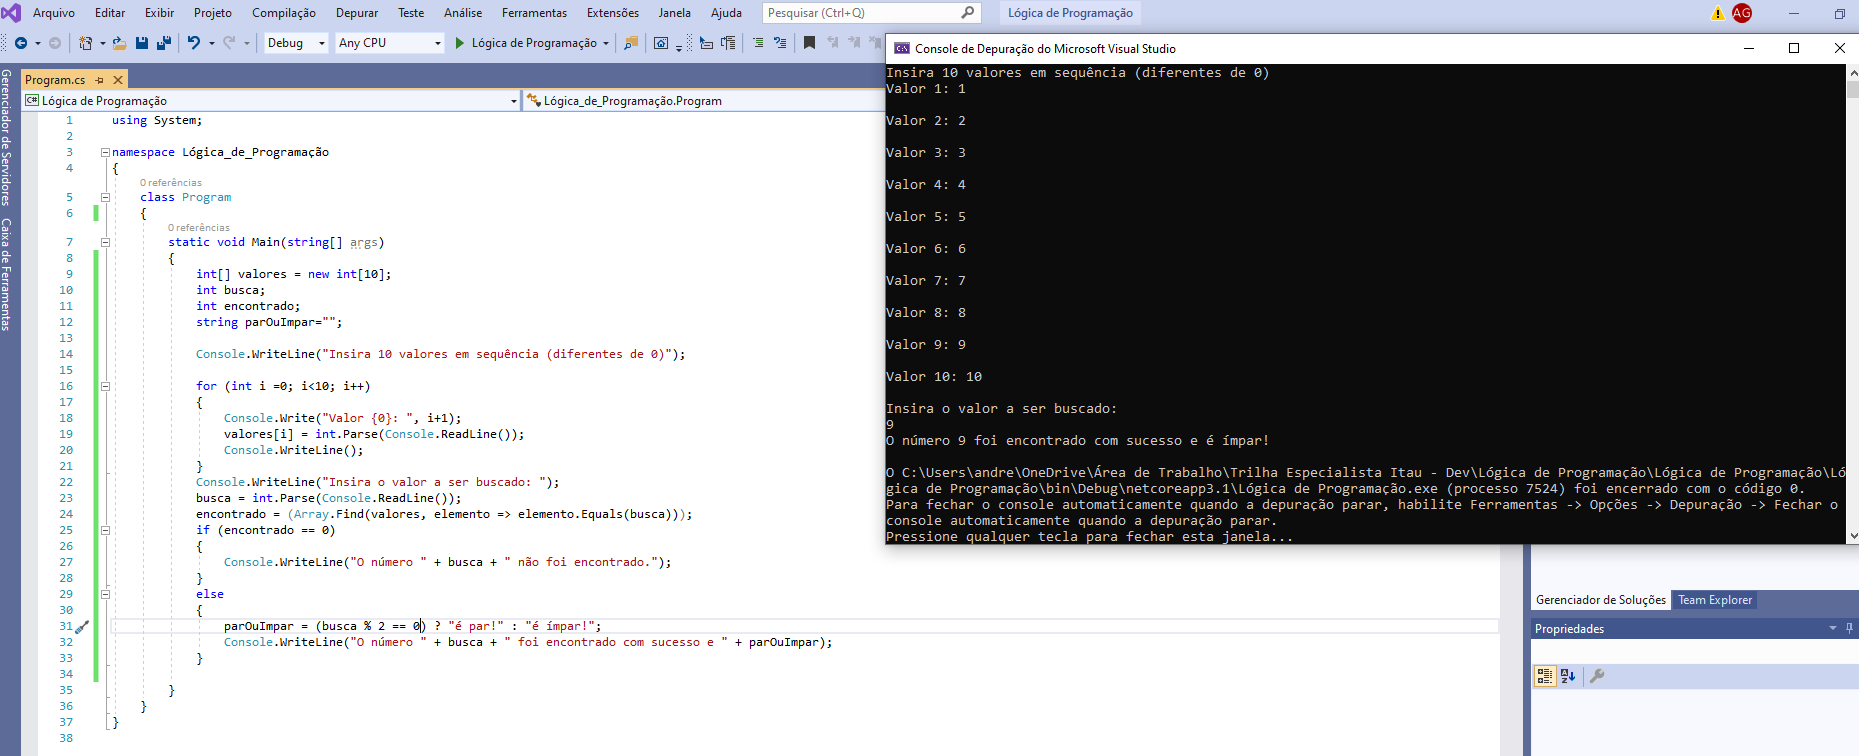 Arquivo Editar Exibir Projeto Compilação Depurar Teste Análise Ferramentas Extensões Janela Ajuda Pesquisar (Ctrl+Q) Lógica de Programação AG
Debug Any CPU Lógica de Programação
Gerenciador de Servidores
Caixa de Ferramentas
Program.cs
C# Lógica de Programação Lógica_de_Programação.Program
1 using System;
2
3 namespace Lógica_de_Programação
4 {
0 referências
5 class Program
6 {
0 referências
7 static void Main(string[] args)
8 {
9 int[] valores = new int[10];
10 int busca;
11 int encontrado;
12 string parOuImpar="";
13
14 Console.WriteLine("Insira 10 valores em sequência (diferentes de 0)");
15
16 for (int i =0; i<10; i++)
17 {
18 Console.Write("Valor {0}: ", i+1);
19 valores[i] = int.Parse(Console.ReadLine());
20 Console.WriteLine();
21 }
22 Console.WriteLine("Insira o valor a ser buscado: ");
23 busca = int.Parse(Console.ReadLine());
24 encontrado = (Array.Find(valores, elemento => elemento.Equals(busca)));
25 if (encontrado == 0)
26 {
27 Console.WriteLine("O número " + busca + " não foi encontrado.");
28 }
29 else
30 {
31 parOuImpar = (busca % 2 == 0) ? "é par!" : "é ímpar!";
32 Console.WriteLine("O número " + busca + " foi encontrado com sucesso e " + parOuImpar);
33 }
34
35 }
36 }
37 }
38
C:\ Console de Depuração do Microsoft Visual Studio
Insira 10 valores em sequência (diferentes de 0)
Valor 1: 1
Valor 2: 2
Valor 3: 3
Valor 4: 4
Valor 5: 5
Valor 6: 6
Valor 7: 7
Valor 8: 8
Valor 9: 9
Valor 10: 10
Insira o valor a ser buscado:
9
O número 9 foi encontrado com sucesso e é ímpar!
O C:\Users\andre\OneDrive\Área de Trabalho\Trilha Especialista Itau - Dev\Lógica de Programação\Lógica de Programação\Ló
gica de Programação\bin\Debug\netcoreapp3.1\Lógica de Programação.exe (processo 7524) foi encerrado com o código 0.
Para fechar o console automaticamente quando a depuração parar, habilite Ferramentas -> Opções -> Depuração -> Fechar o
console automaticamente quando a depuração parar.
Pressione qualquer tecla para fechar esta janela...
Gerenciador de Soluções Team Explorer
Propriedades